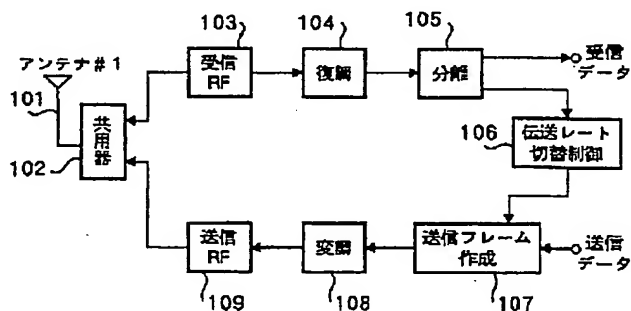 103
104
105
アンテナ#1
受信
RF
復調
分離
受信
データ
101
共
用
器
102
106
伝送レート
切替制御
送信
RF
変調
送信フレーム
作成
送信
データ
109
108
107